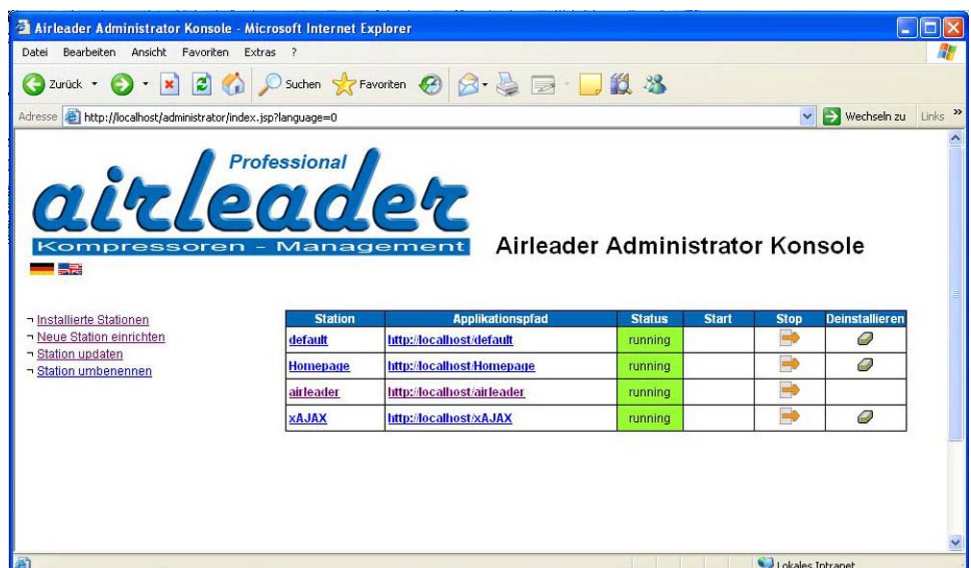 Airleader Administrator Konsole - Microsoft Internet Explorer
Datei Bearbeiten Ansicht Favoriten Extras ?
Zurück Suchen Favoriten
Adresse http://localhost/administrator/index.jsp?language=0 Wechseln zu Links »
Professional
airleader
Kompressoren - Management
Airleader Administrator Konsole
¬ Installierte Stationen
¬ Neue Station einrichten
¬ Station updaten
¬ Station umbenennen
Station Applikationspfad Status Start Stop Deinstallieren
default http://localhost/default running
Homepage http://localhost/Homepage running
airleader http://localhost/airleader running
xAJAX http://localhost/xAJAX running
Lokales Intranet